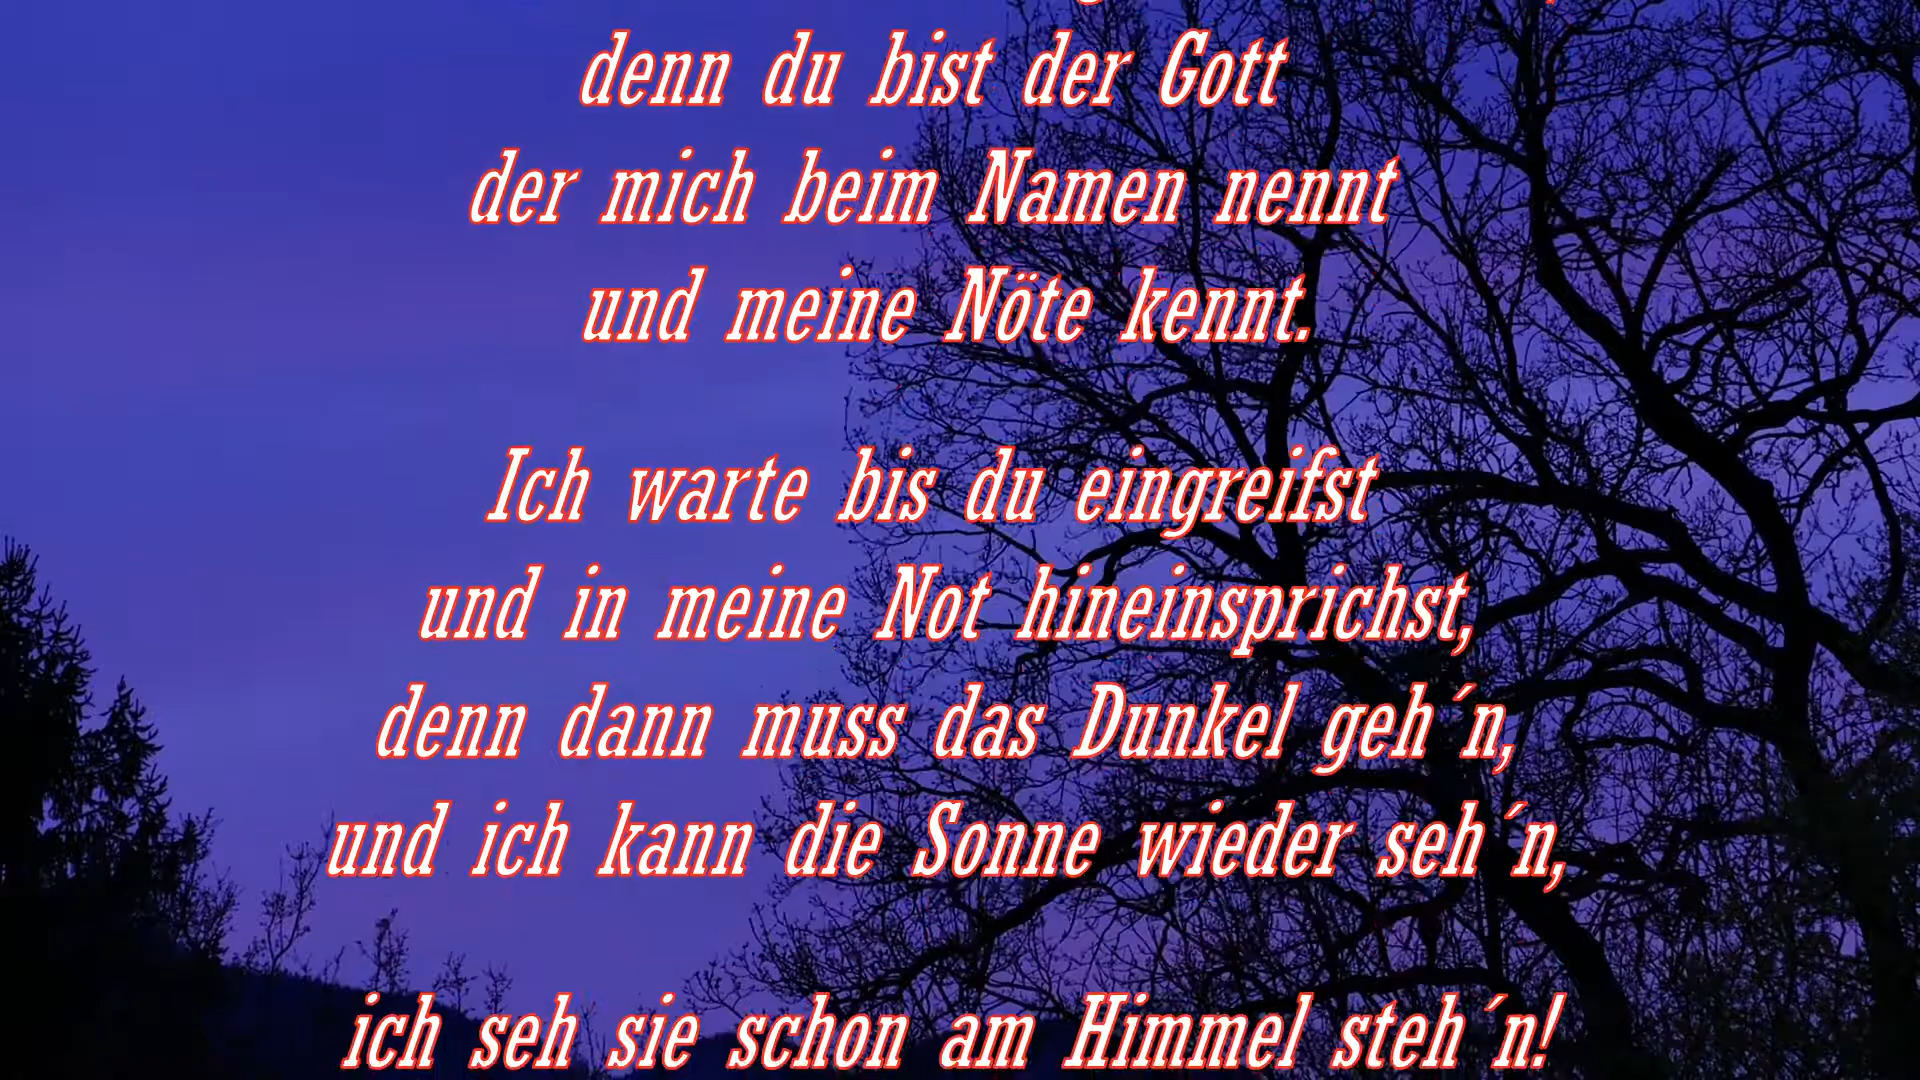 denn du bist der Gott
der mich beim Namen nennt
und meine Nöte kennt.
Ich warte bis du eingreifst
und in meine Not hineinsprichst,
denn dann muss das Dunkel geh´n,
und ich kann die Sonne wieder seh´n,
ich seh sie schon am Himmel steh´n!